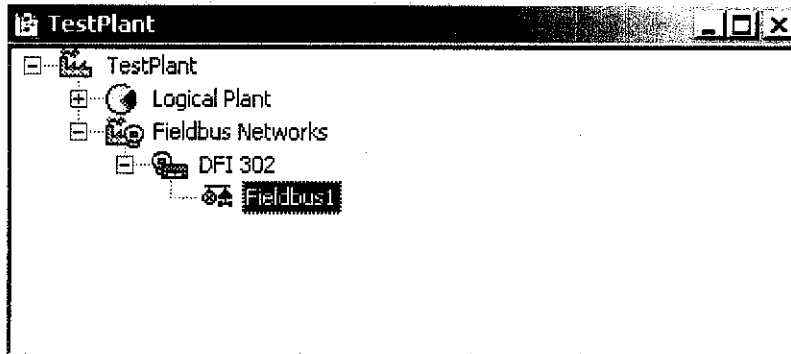 TestPlant
TestPlant
Logical Plant
Fieldbus Networks
DFI 302
Fieldbus1